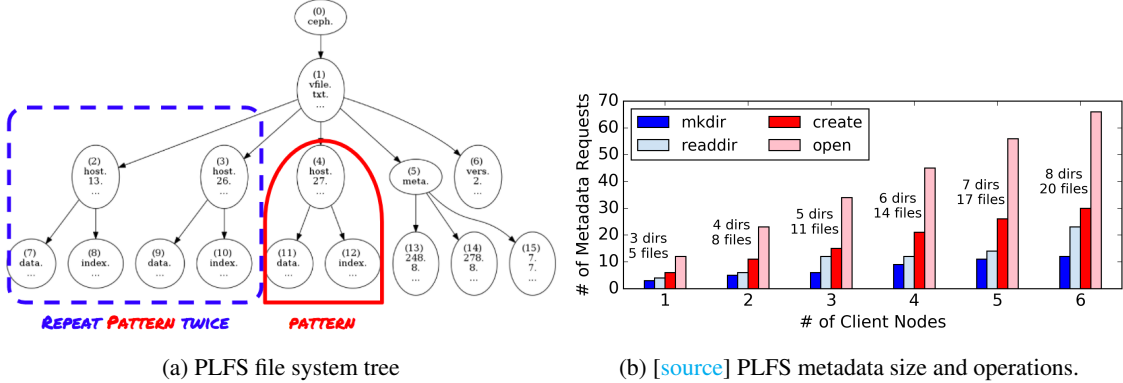 (0)
ceph.
(1)
vfile.
txt.
...
(2)
host.
13.
...
(3)
host.
26.
...
(4)
host.
27.
...
(5)
meta.
(6)
vers.
2.
...
(7)
data.
...
(8)
index.
...
(9)
data.
...
(10)
index.
...
(11)
data.
...
(12)
index.
...
(13)
248.
8.
...
(14)
278.
8.
...
(15)
7.
7.
...
REPEAT PATTERN TWICE
PATTERN
(a) PLFS file system tree
# of Metadata Requests
70
60
50
40
30
20
10
0
mkdir
readdir
create
open
3 dirs
5 files
4 dirs
8 files
5 dirs
11 files
6 dirs
14 files
7 dirs
17 files
8 dirs
20 files
1 2 3 4 5 6
# of Client Nodes
(b) [source] PLFS metadata size and operations.